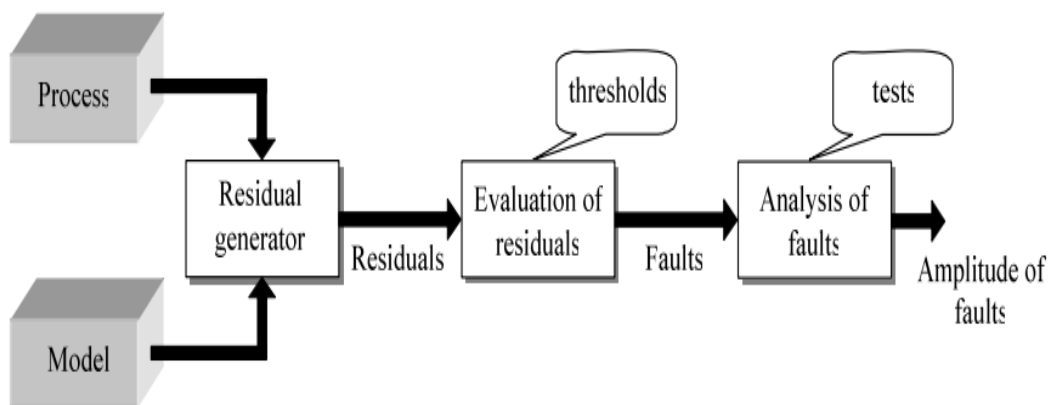 Process
thresholds
tests
Residual
generator
Residuals
Evaluation of
residuals
Faults
Analysis of
faults
Amplitude of
faults
Model